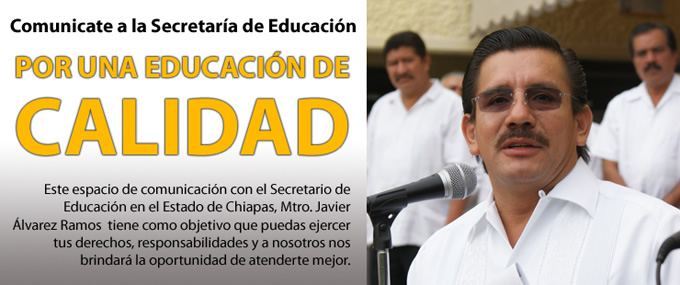 Comunicate a la Secretaría de Educación
POR UNA EDUCACIÓN DE
CALIDAD
Este espacio de comunicación con el Secretario de
Educación en el Estado de Chiapas, Mtro. Javier
Álvarez Ramos tiene como objetivo que puedas ejercer
tus derechos, responsabilidades y a nosotros nos
brindará la oportunidad de atenderte mejor.